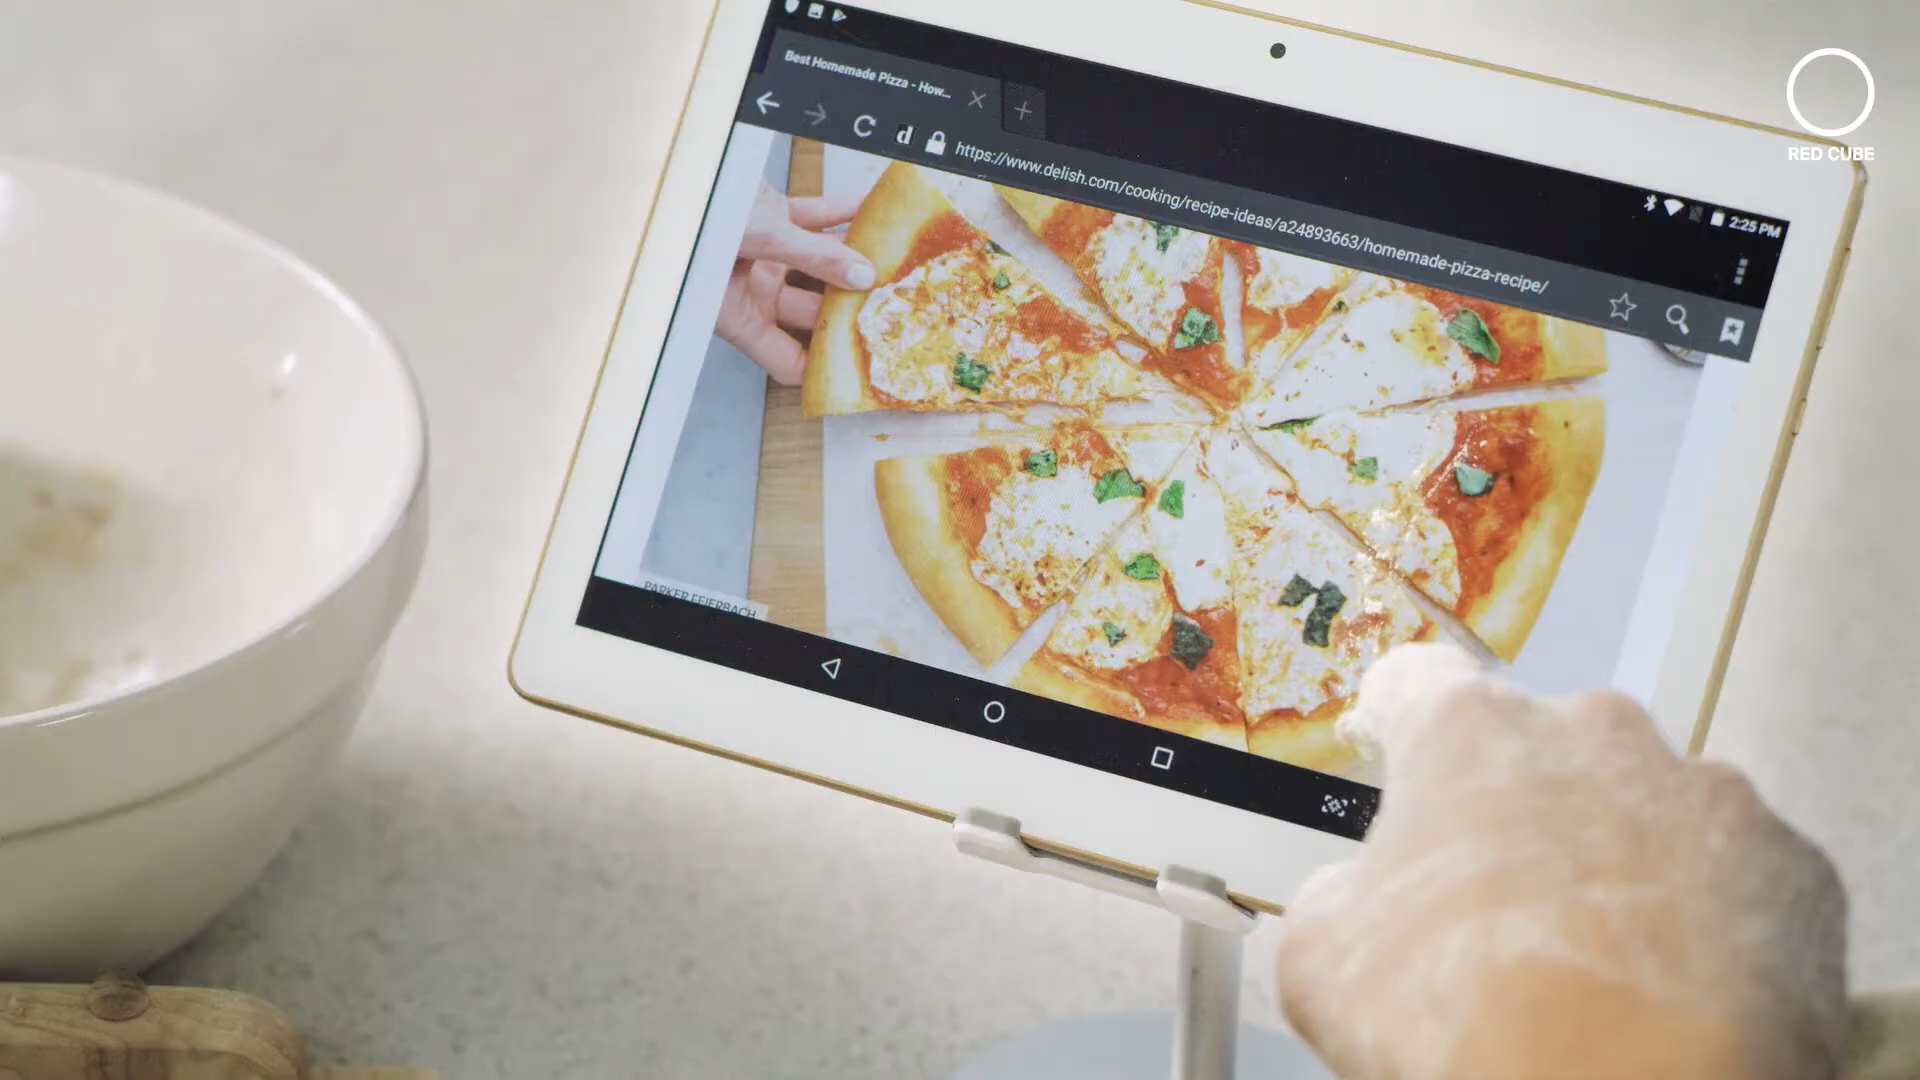 Best Homemade Pizza - How...
https://www.delish.com/cooking/recipe-ideas/a24893663/homemade-pizza-recipe/
2:25 PM
PARKER FEIERBACH
RED CUBE